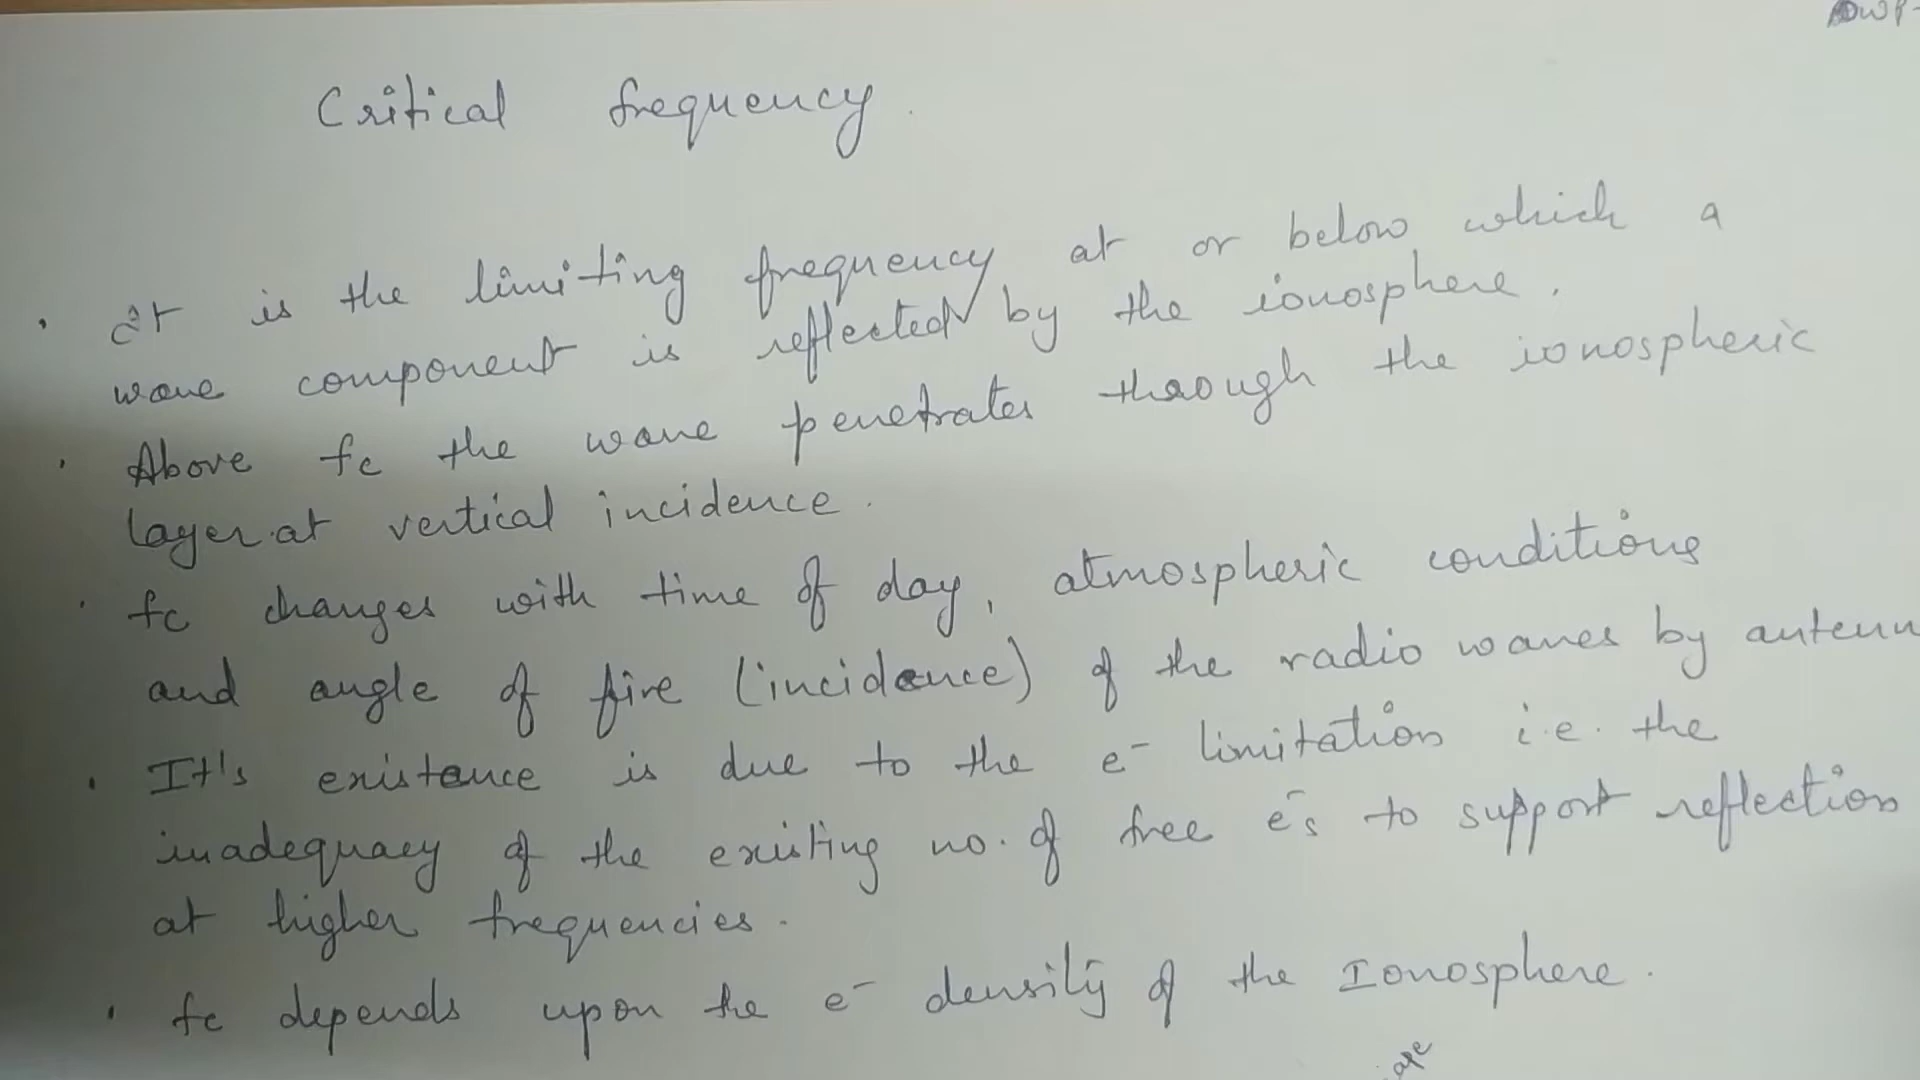 AWP-
Critical frequency.
• It is the limiting frequency at or below which a
wave component is reflected by the ionosphere.
• Above fc the wave penetrates through the ionospheric
layer at vertical incidence.
• fc changes with time of day, atmospheric conditions
and angle of fire (incidence) of the radio waves by antenn
• It's existence is due to the e⁻ limitation i.e. the
inadequacy of the existing no. of free e⁻s to support reflection
at higher frequencies.
• fc depends upon the e⁻ density of the Ionosphere.